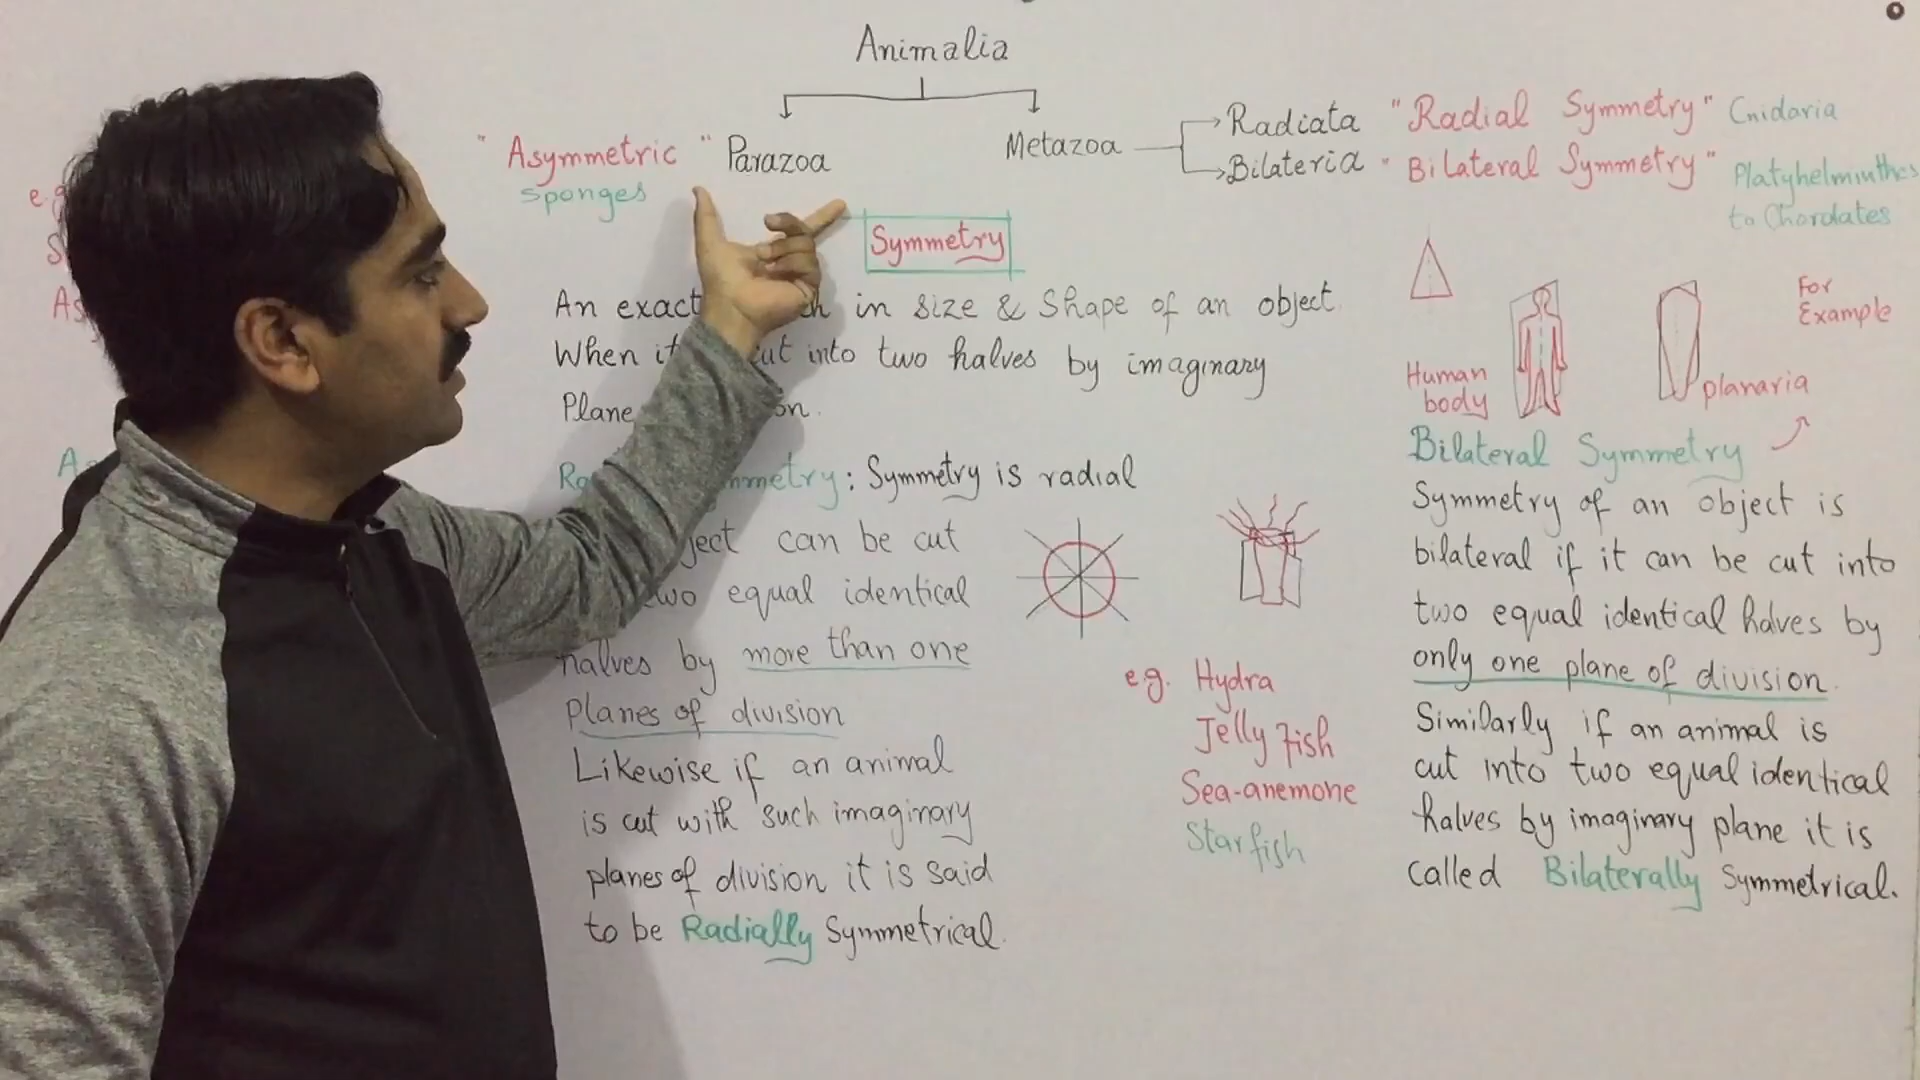 Animalia
"Asymmetric" Parazoa
Sponges
Metazoa
Radiata "Radial Symmetry" Cnidaria
Bilateria "Bilateral Symmetry" Platyhelminthes
to Chordates
Symmetry
An exact in size & Shape of an object
When it cut into two halves by imaginary
Plane
symmetry: Symmetry is radial
can be cut
two equal identical
halves by more than one
planes of division
Likewise if an animal
is cut with such imaginary
planes of division it is said
to be Radially Symmetrical.
e.g. Hydra
Jelly fish
Sea-anemone
Star fish
For
Example
Human
body
planaria
Bilateral Symmetry
Symmetry of an object is
bilateral if it can be cut into
two equal identical halves by
only one plane of division.
Similarly if an animal is
cut into two equal identical
halves by imaginary plane it is
called Bilaterally Symmetrical.